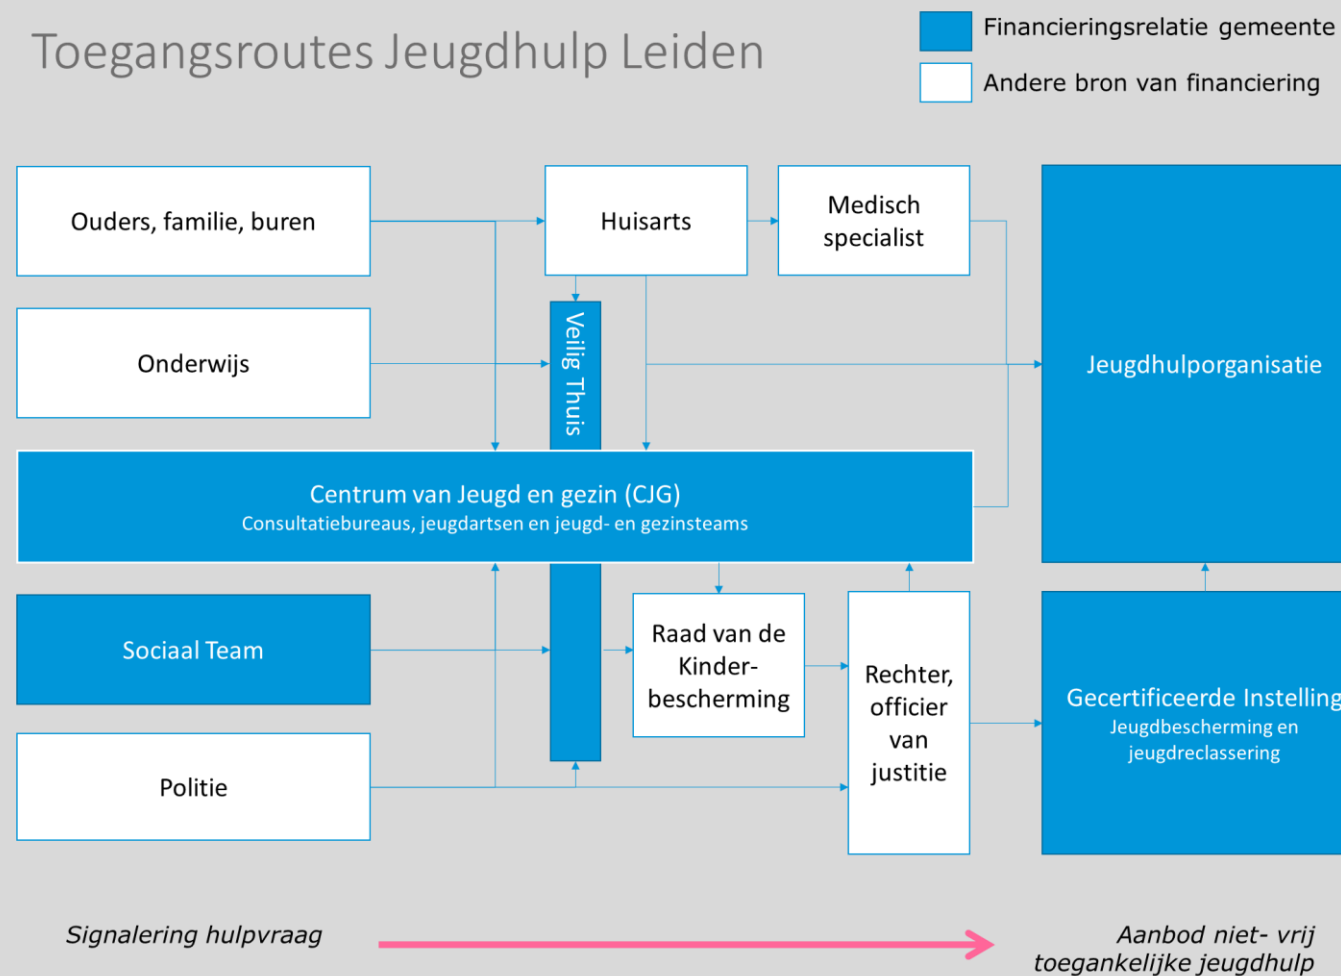 Toegangsroutes Jeugdhulp Leiden
Financieringsrelatie gemeente
Andere bron van financiering
Ouders, familie, buren
Huisarts
Medisch
specialist
Jeugdhulporganisatie
Onderwijs
Veilig Thuis
Centrum van Jeugd en gezin (CJG)
Consultatiebureaus, jeugdartsen en jeugd- en gezinsteams
Sociaal Team
Raad van de
Kinder-
bescherming
Rechter,
officier
van
justitie
Gecertificeerde Instelling
Jeugdbescherming en
jeugdreclassering
Politie
Signalering hulpvraag
Aanbod niet- vrij
toegankelijke jeugdhulp